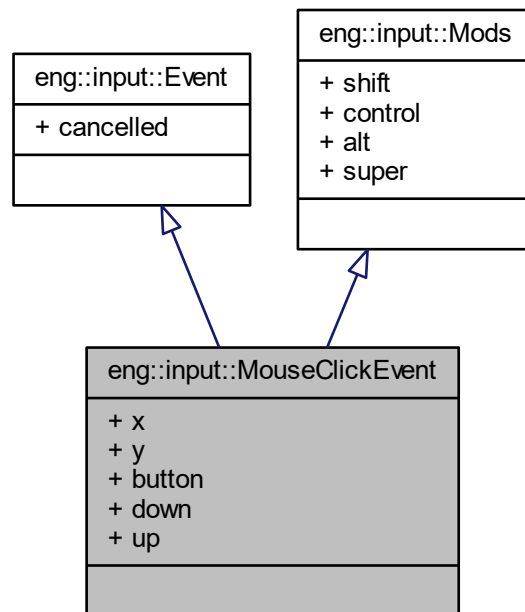 eng::input::Event
+ cancelled
eng::input::Mods
+ shift
+ control
+ alt
+ super
eng::input::MouseClickEvent
+ x
+ y
+ button
+ down
+ up